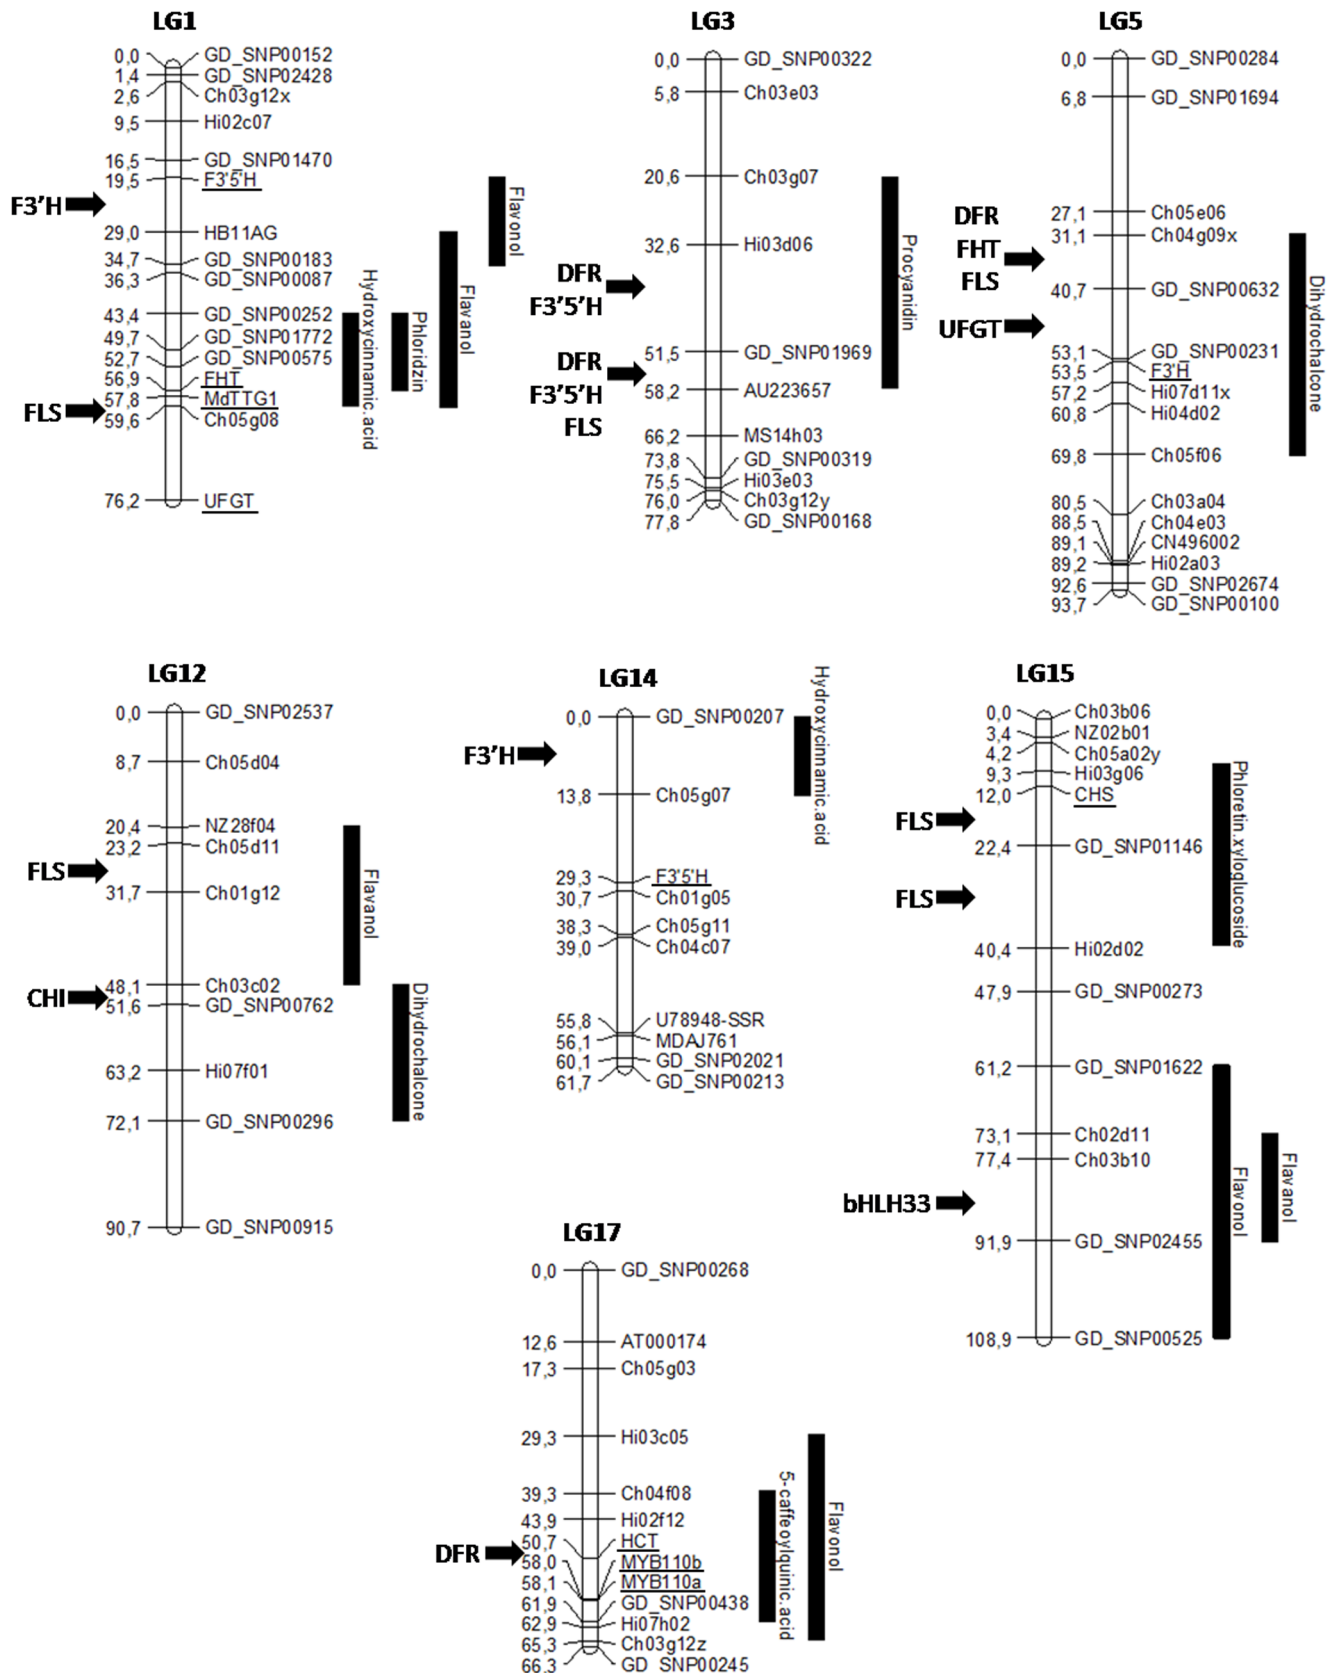 LG1
0,0 GD_SNP00152
1,4 GD_SNP02428
2,6 Ch03g12x
9,5 Hi02c07
16,5 GD_SNP01470
19,5 F3'5'H
F3’H
29,0 HB11AG
34,7 GD_SNP00183
36,3 GD_SNP00087
43,4 GD_SNP00252
49,7 GD_SNP01772
52,7 GD_SNP00575
56,9 FHT
57,8 MdTTG1
FLS
59,6 Ch05g08
76,2 UFGT
Hydroxycinnamic.acid
Phloridzin
Flavanol
Flavonol
LG3
0,0 GD_SNP00322
5,8 Ch03e03
20,6 Ch03g07
32,6 Hi03d06
DFR
F3’5’H
51,5 GD_SNP01969
DFR
F3’5’H
FLS
58,2 AU223657
66,2 MS14h03
73,8 GD_SNP00319
75,5 Hi03e03
76,0 Ch03g12y
77,8 GD_SNP00168
Procyanidin
LG5
0,0 GD_SNP00284
6,8 GD_SNP01694
27,1 Ch05e06
31,1 Ch04g09x
DFR
FHT
FLS
40,7 GD_SNP00632
UFGT
53,1 GD_SNP00231
53,5 F3'H
57,2 Hi07d11x
60,8 Hi04d02
69,8 Ch05f06
80,5 Ch03a04
88,5 Ch04e03
89,1 CN496002
89,2 Hi02a03
92,6 GD_SNP02674
93,7 GD_SNP00100
Dihydrochalcone
LG12
0,0 GD_SNP02537
8,7 Ch05d04
20,4 NZ28f04
23,2 Ch05d11
FLS
31,7 Ch01g12
48,1 Ch03c02
CHI
51,6 GD_SNP00762
63,2 Hi07f01
72,1 GD_SNP00296
90,7 GD_SNP00915
Flavanol
Dihydrochalcone
LG14
0,0 GD_SNP00207
F3’H
13,8 Ch05g07
29,3 F3'5'H
30,7 Ch01g05
38,3 Ch05g11
39,0 Ch04c07
55,8 U78948-SSR
56,1 MDAJ761
60,1 GD_SNP02021
61,7 GD_SNP00213
Hydroxycinnamic.acid
LG15
0,0 Ch03b06
3,4 NZ02b01
4,2 Ch05a02y
9,3 Hi03g06
12,0 CHS
FLS
22,4 GD_SNP01146
FLS
40,4 Hi02d02
47,9 GD_SNP00273
61,2 GD_SNP01622
73,1 Ch02d11
77,4 Ch03b10
bHLH33
91,9 GD_SNP02455
108,9 GD_SNP00525
Phloretin.xyloglucoside
Flavonol
Flavanol
LG17
0,0 GD_SNP00268
12,6 AT000174
17,3 Ch05g03
29,3 Hi03c05
39,3 Ch04f08
43,9 Hi02f12
50,7 HCT
DFR
58,0 MYB110b
58,1 MYB110a
61,9 GD_SNP00438
62,9 Hi07h02
65,3 Ch03g12z
66,3 GD_SNP00245
5-caffeoylquinic.acid
Flavonol